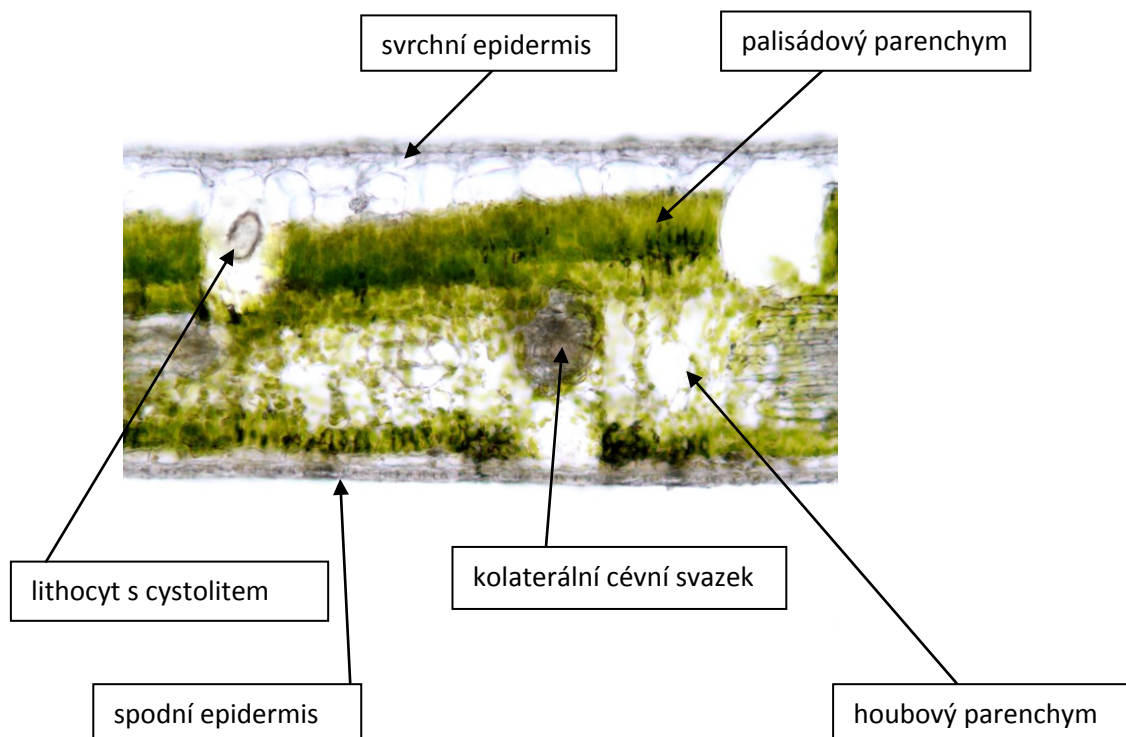 svrchní epidermis
palisádový parenchym
lithocyt s cystolitem
kolaterální cévní svazek
spodní epidermis
houbový parenchym